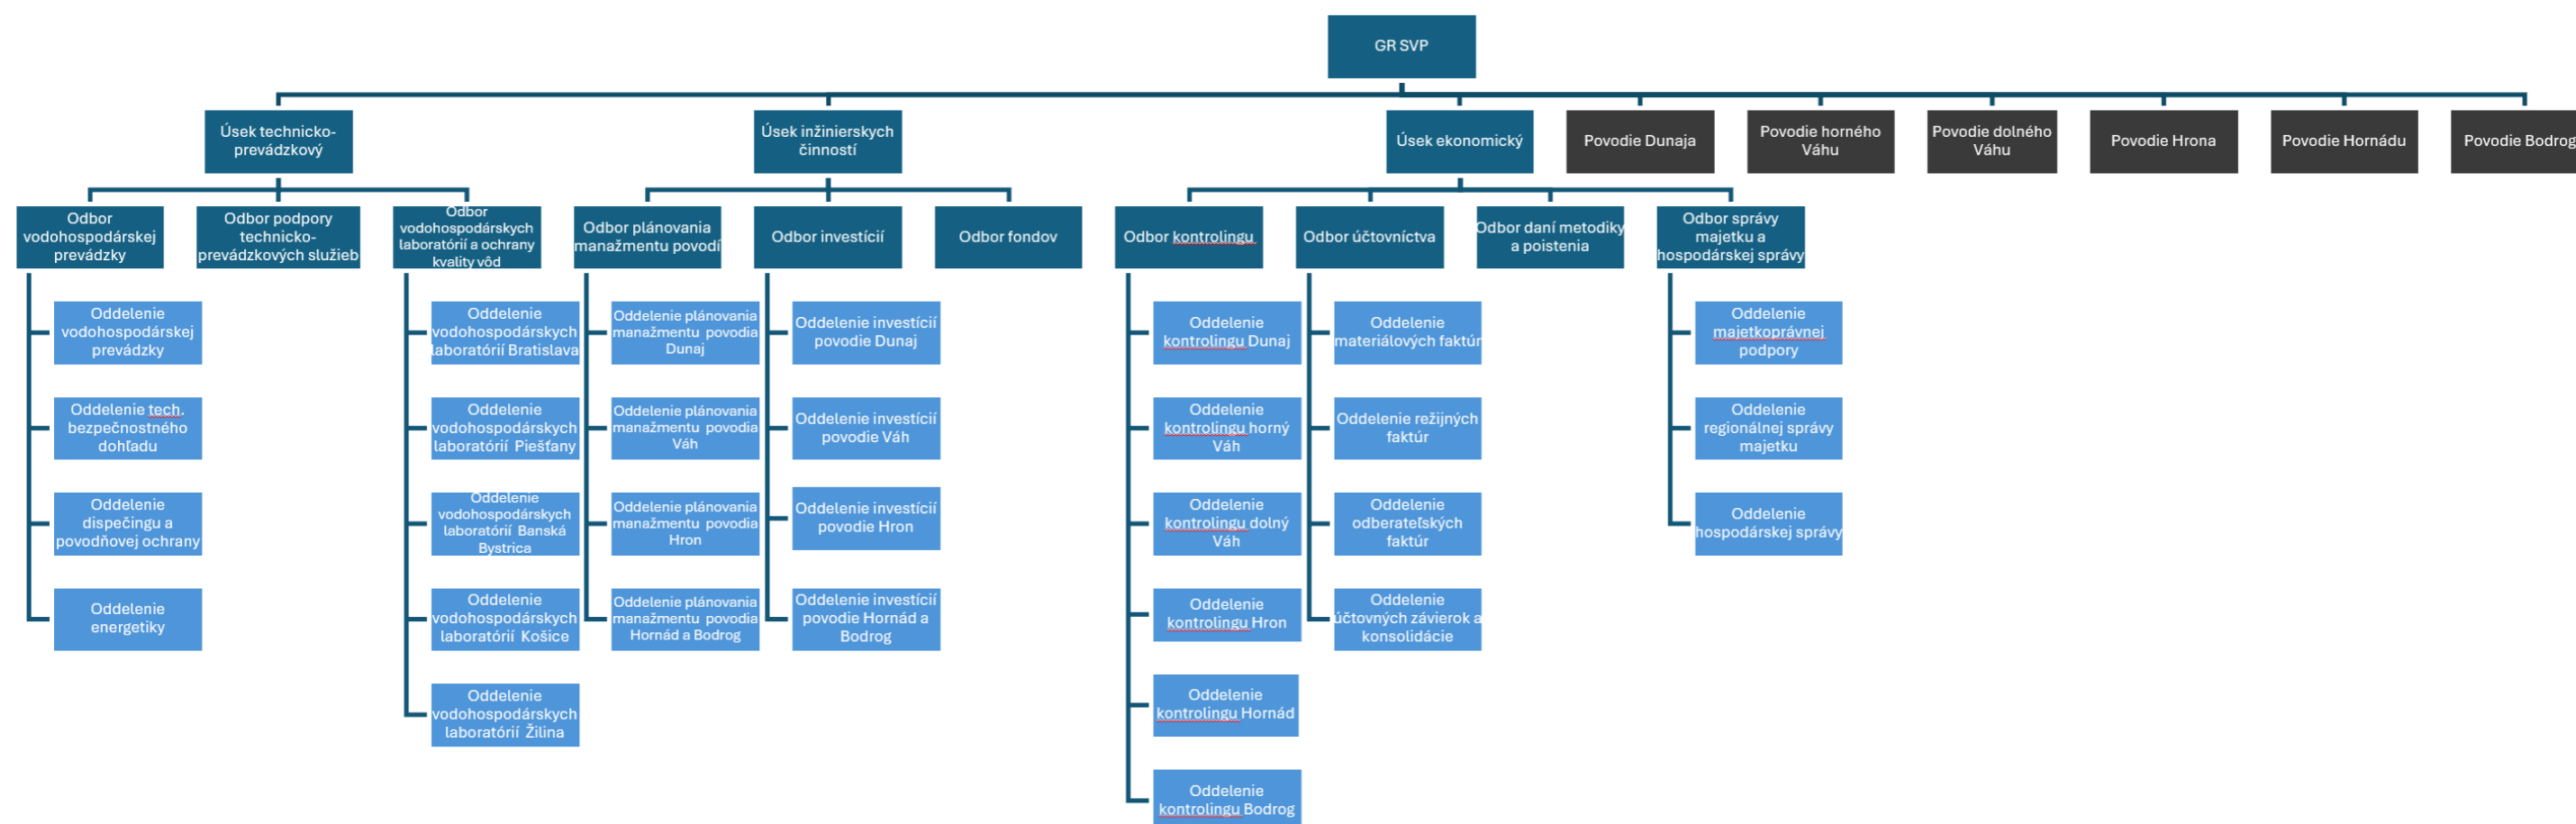 GR SVP
Úsek technicko-
prevádzkový
Úsek inžinierskych
činností
Úsek ekonomický
Povodie Dunaja
Povodie horného
Váhu
Povodie dolného
Váhu
Povodie Hrona
Povodie Hornádu
Povodie Bodrog
Odbor
vodohospodárskej
prevádzky
Odbor podpory
technicko-
prevádzkových služieb
Odbor
vodohospodárskych
laboratórií a ochrany
kvality vôd
Odbor plánovania
manažmentu povodí
Odbor investícií
Odbor fondov
Odbor kontrolingu
Odbor účtovníctva
Odbor daní metodiky
a poistenia
Odbor správy
majetku a
hospodárskej správy
Oddelenie
vodohospodárskej
prevádzky
Oddelenie tech.
bezpečnostného
dohľadu
Oddelenie
dispečingu a
povodňovej ochrany
Oddelenie
energetiky
Oddelenie
vodohospodárskych
laboratórií Bratislava
Oddelenie
vodohospodárskych
laboratórií Piešťany
Oddelenie
vodohospodárskych
laboratórií Banská
Bystrica
Oddelenie
vodohospodárskych
laboratórií Košice
Oddelenie
vodohospodárskych
laboratórií Žilina
Oddelenie plánovania
manažmentu povodia
Dunaj
Oddelenie plánovania
manažmentu povodia
Váh
Oddelenie plánovania
manažmentu povodia
Hron
Oddelenie plánovania
manažmentu povodia
Hornád a Bodrog
Oddelenie investícií
povodie Dunaj
Oddelenie investícií
povodie Váh
Oddelenie investícií
povodie Hron
Oddelenie investícií
povodie Hornád a
Bodrog
Oddelenie
kontrolingu Dunaj
Oddelenie
kontrolingu horný
Váh
Oddelenie
kontrolingu dolný
Váh
Oddelenie
kontrolingu Hron
Oddelenie
kontrolingu Hornád
Oddelenie
kontrolingu Bodrog
Oddelenie
materiálových faktúr
Oddelenie režijných
faktúr
Oddelenie
odberateľských
faktúr
Oddelenie
účtovných závierok a
konsolidácie
Oddelenie
majetkoprávnej
podpory
Oddelenie
regionálnej správy
majetku
Oddelenie
hospodárskej správy